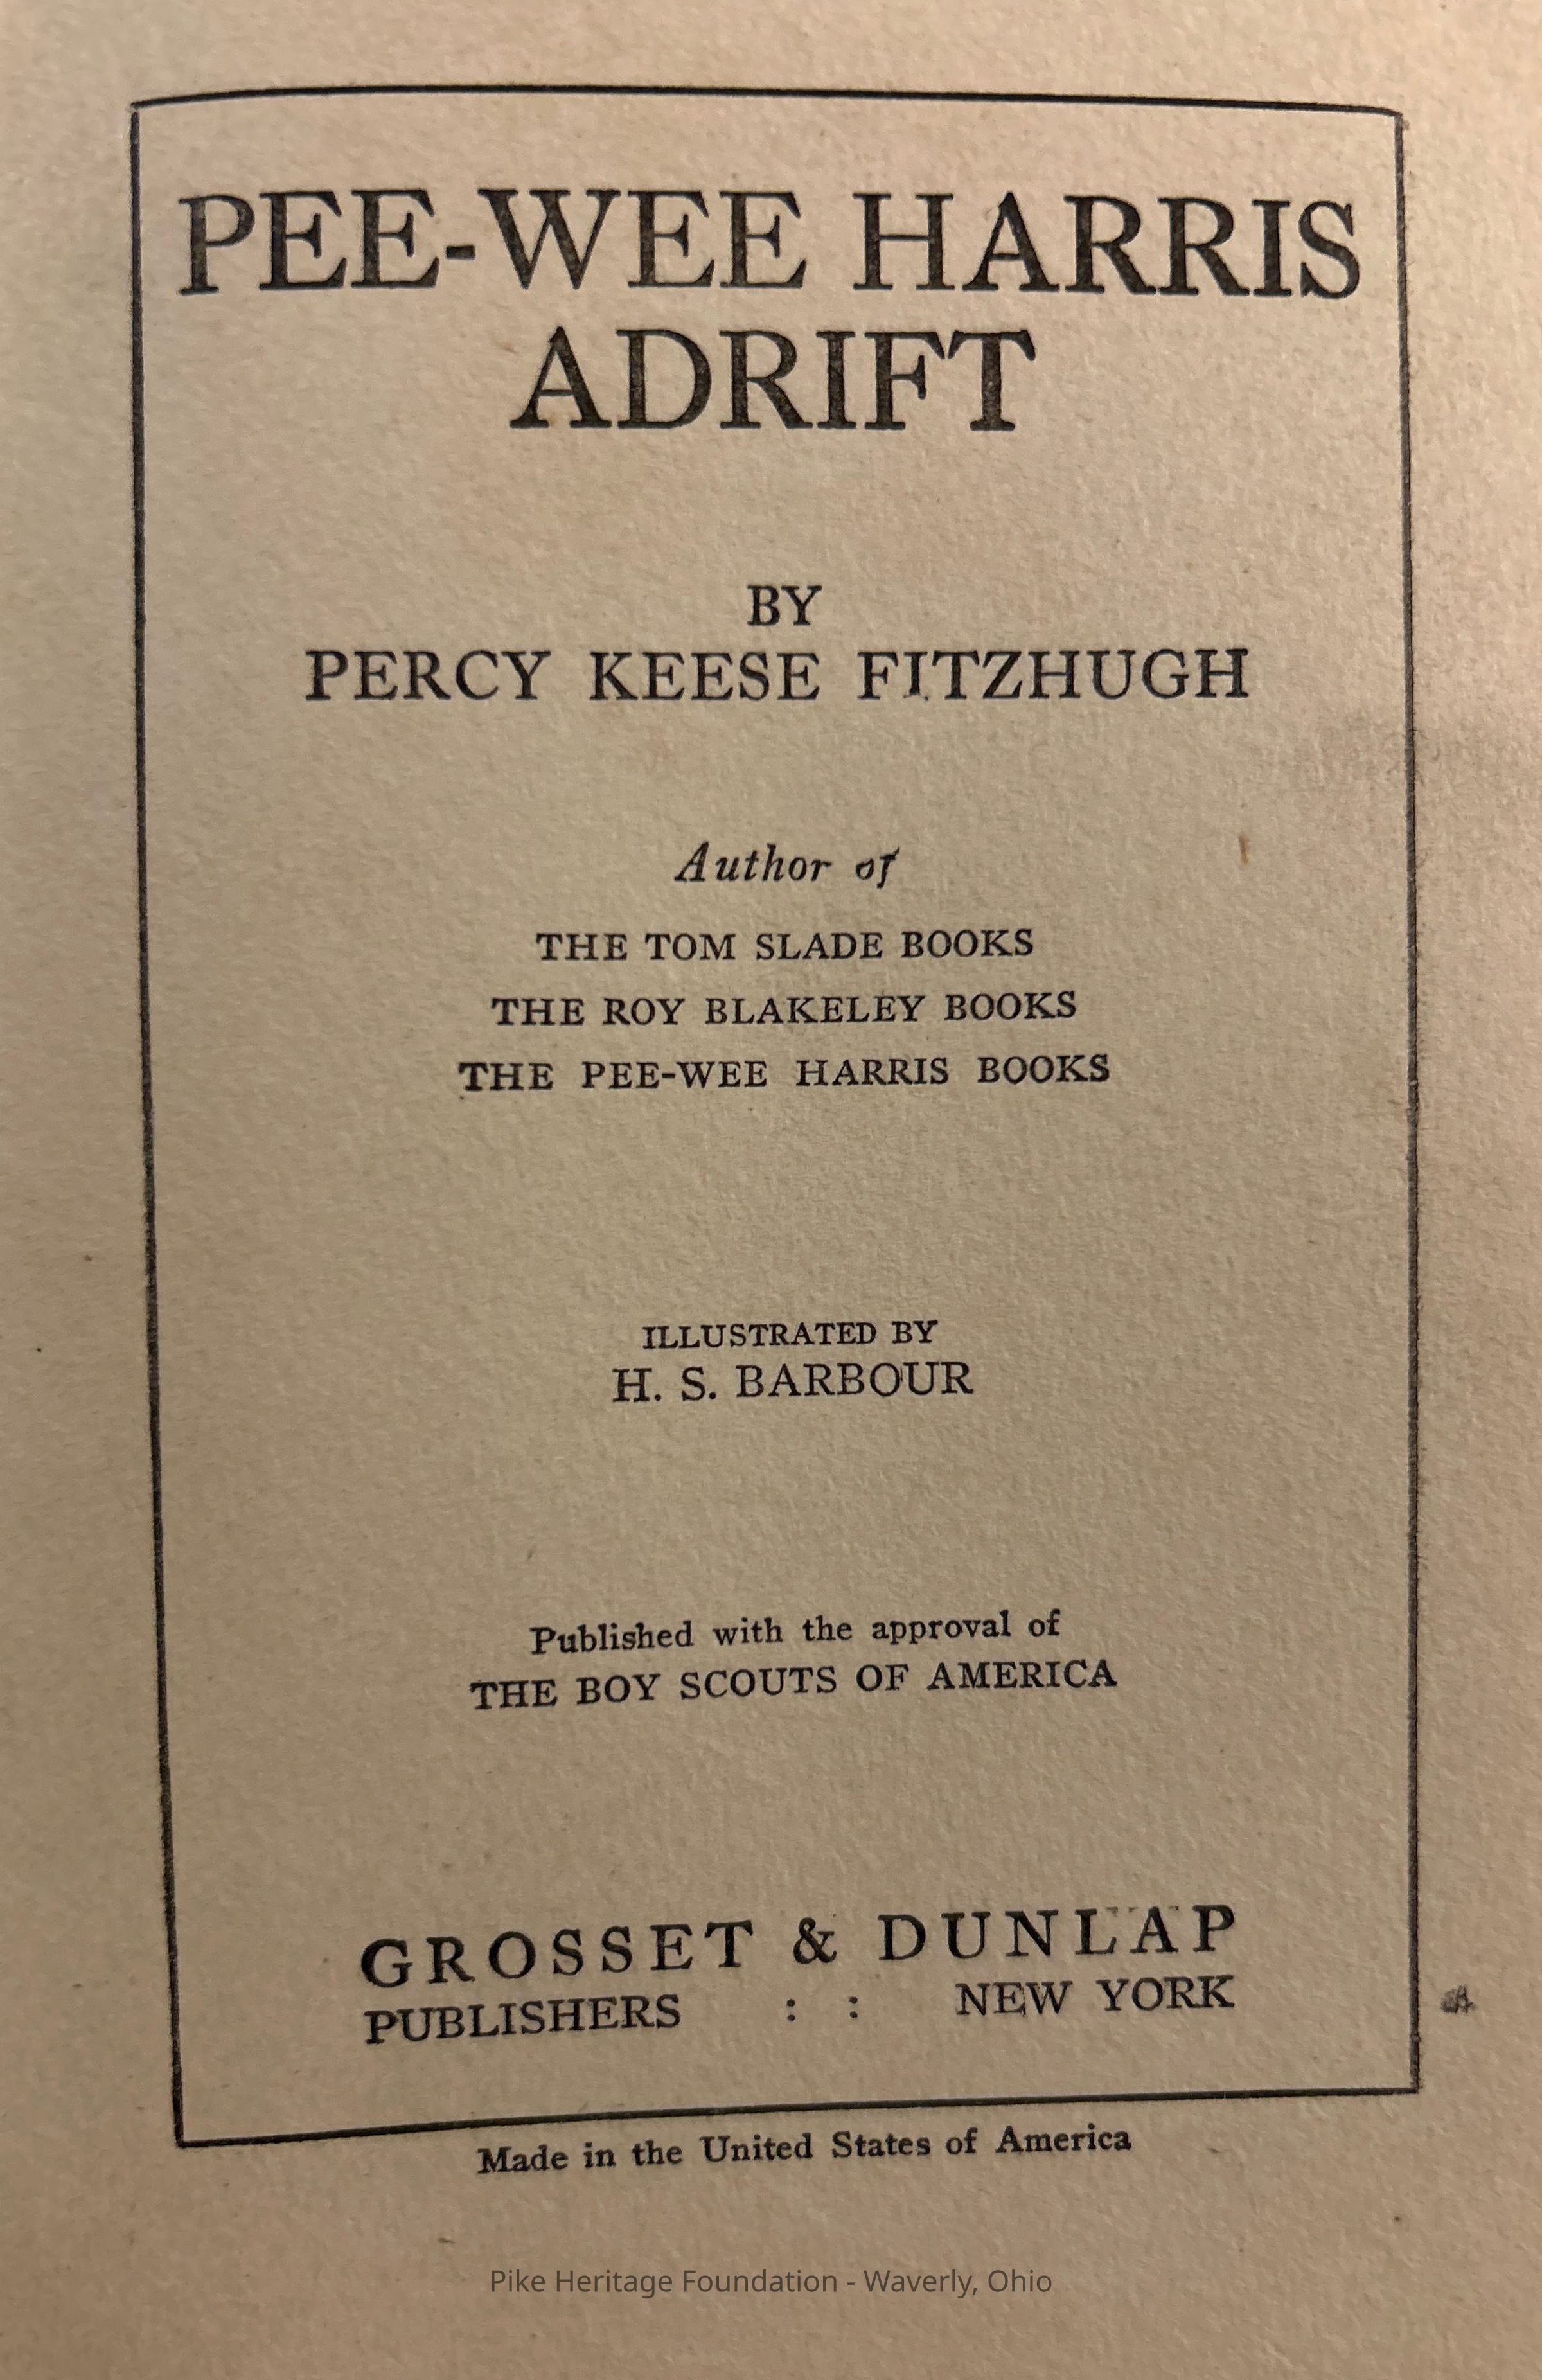 PEE-WEE HARRIS
ADRIFT
BY
PERCY KEESE FITZHUGH
Author of
THE TOM SLADE BOOKS
THE ROY BLAKELEY BOOKS
THE PEE-WEE HARRIS BOOKS
ILLUSTRATED BY
H. S. BARBOUR
Published with the approval of
THE BOY SCOUTS OF AMERICA
GROSSET & DUNLAP
PUBLISHERS : : NEW YORK
Made in the United States of America
Pike Heritage Foundation - Waverly, Ohio